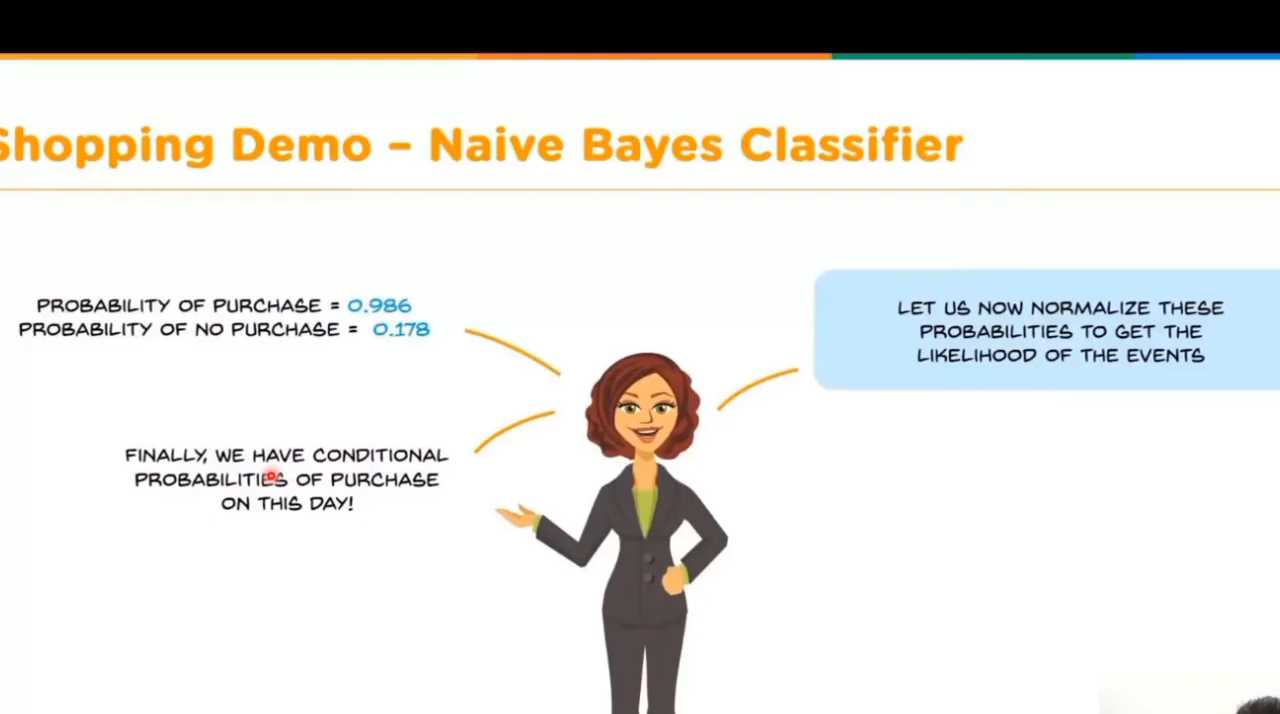 Shopping Demo – Naive Bayes Classifier
PROBABILITY OF PURCHASE = 0.986
PROBABILITY OF NO PURCHASE = 0.178
LET US NOW NORMALIZE THESE
PROBABILITIES TO GET THE
LIKELIHOOD OF THE EVENTS
FINALLY, WE HAVE CONDITIONAL
PROBABILITIES OF PURCHASE
ON THIS DAY!